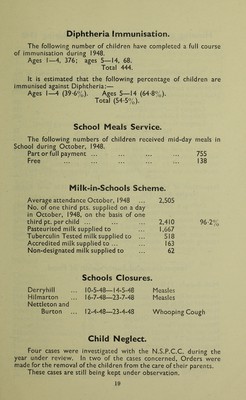 Diphtheria Immunisation.
The following number of children have completed a full course
of immunisation during 1948.
Ages 1—4, 376; ages 5—14, 68.
Total 444.
It is estimated that the following percentage of children are
immunised against Diphtheria:—
Ages 1—4 (39·6%). Ages 5—14 (64·8%).
Total (54·5%).
School Meals Service.
The following numbers of children received mid-day meals in
School during October, 1948.
Part or full payment ... ... ... ... 755
Free ... ... ... ... ... 138
Milk-in-Schools Scheme.
Average attendance October, 1948 ... 2,505
No. of one third pts. supplied on a day
in October, 1948, on the basis of one
third pt. per child ... ... ... 2,410 96·2%
Pasteurised milk supplied to ... 1,667
Tuberculin Tested milk supplied to ... 518
Accredited milk supplied to ... ... 163
Non-designated milk supplied to ... 62
Schools Closures.
Derryhill ... 10-5-48—14-5-48 Measles
Hilmarton ... 16-7-48—23-7-48 Measles
Nettleton and
Burton ... 12-4-48—23-4-48 Whooping Cough
Child Neglect.
Four cases were investigated with the N.S.P.C.C. during the
year under review. In two of the cases concerned, Orders were
made for the removal of the children from the care of their parents.
These cases are still being kept under observation.
19